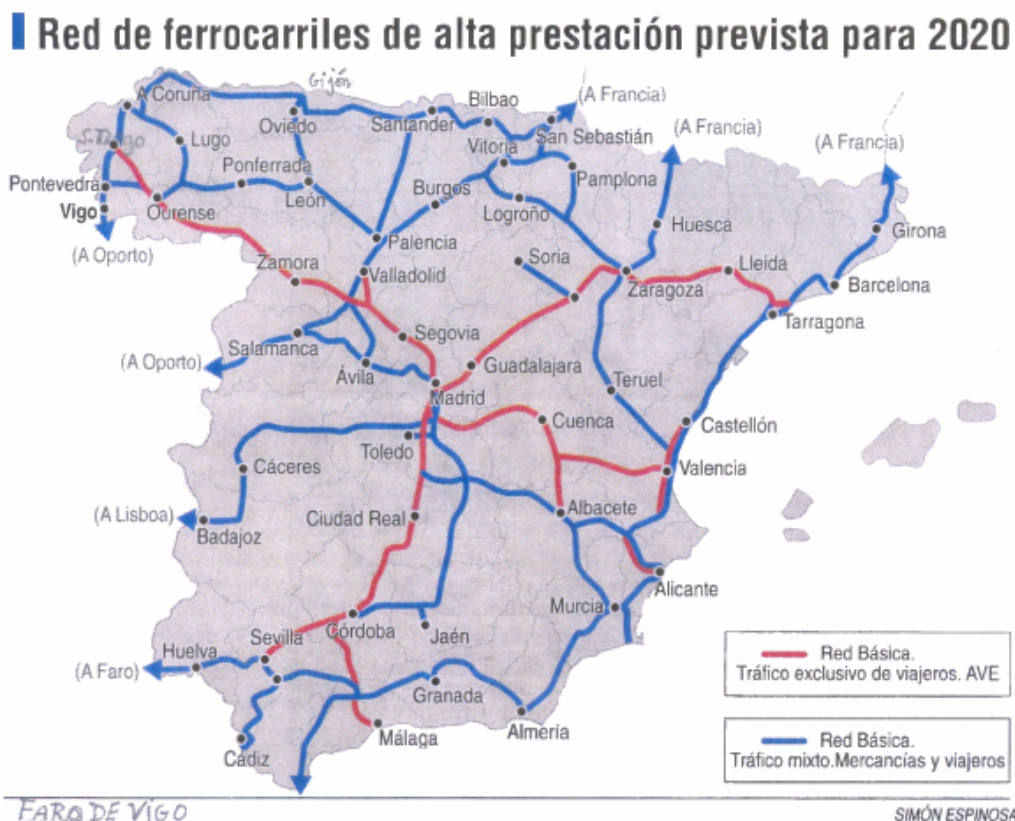 Red de ferrocarriles de alta prestación prevista para 2020
Gijón
A Coruña
Oviedo
Santander
Bilbao
(A Francia)
San Sebastián
(A Francia)
(A Francia)
Lugo
Vitoria
Ponferrada
Pamplona
Pontevedra
León
Burgos
Vigo
Ourense
Logroño
Huesca
Girona
(A Oporto)
Palencia
Zamora
Valladolid
Soria
Lleida
Zaragoza
Barcelona
Tarragona
Segovia
Salamanca
(A Oporto)
Ávila
Guadalajara
Teruel
Madrid
Cuenca
Castellón
Toledo
Cáceres
Valencia
(A Lisboa)
Badajoz
Ciudad Real
Albacete
Alicante
Murcia
Sevilla
Córdoba
Jaén
Huelva
(A Faro)
Granada
Cádiz
Málaga
Almería
Red Básica.
Tráfico exclusivo de viajeros. AVE
Red Básica.
Tráfico mixto.Mercancías y viajeros
FARO DE VIGO
SIMÓN ESPINOSA